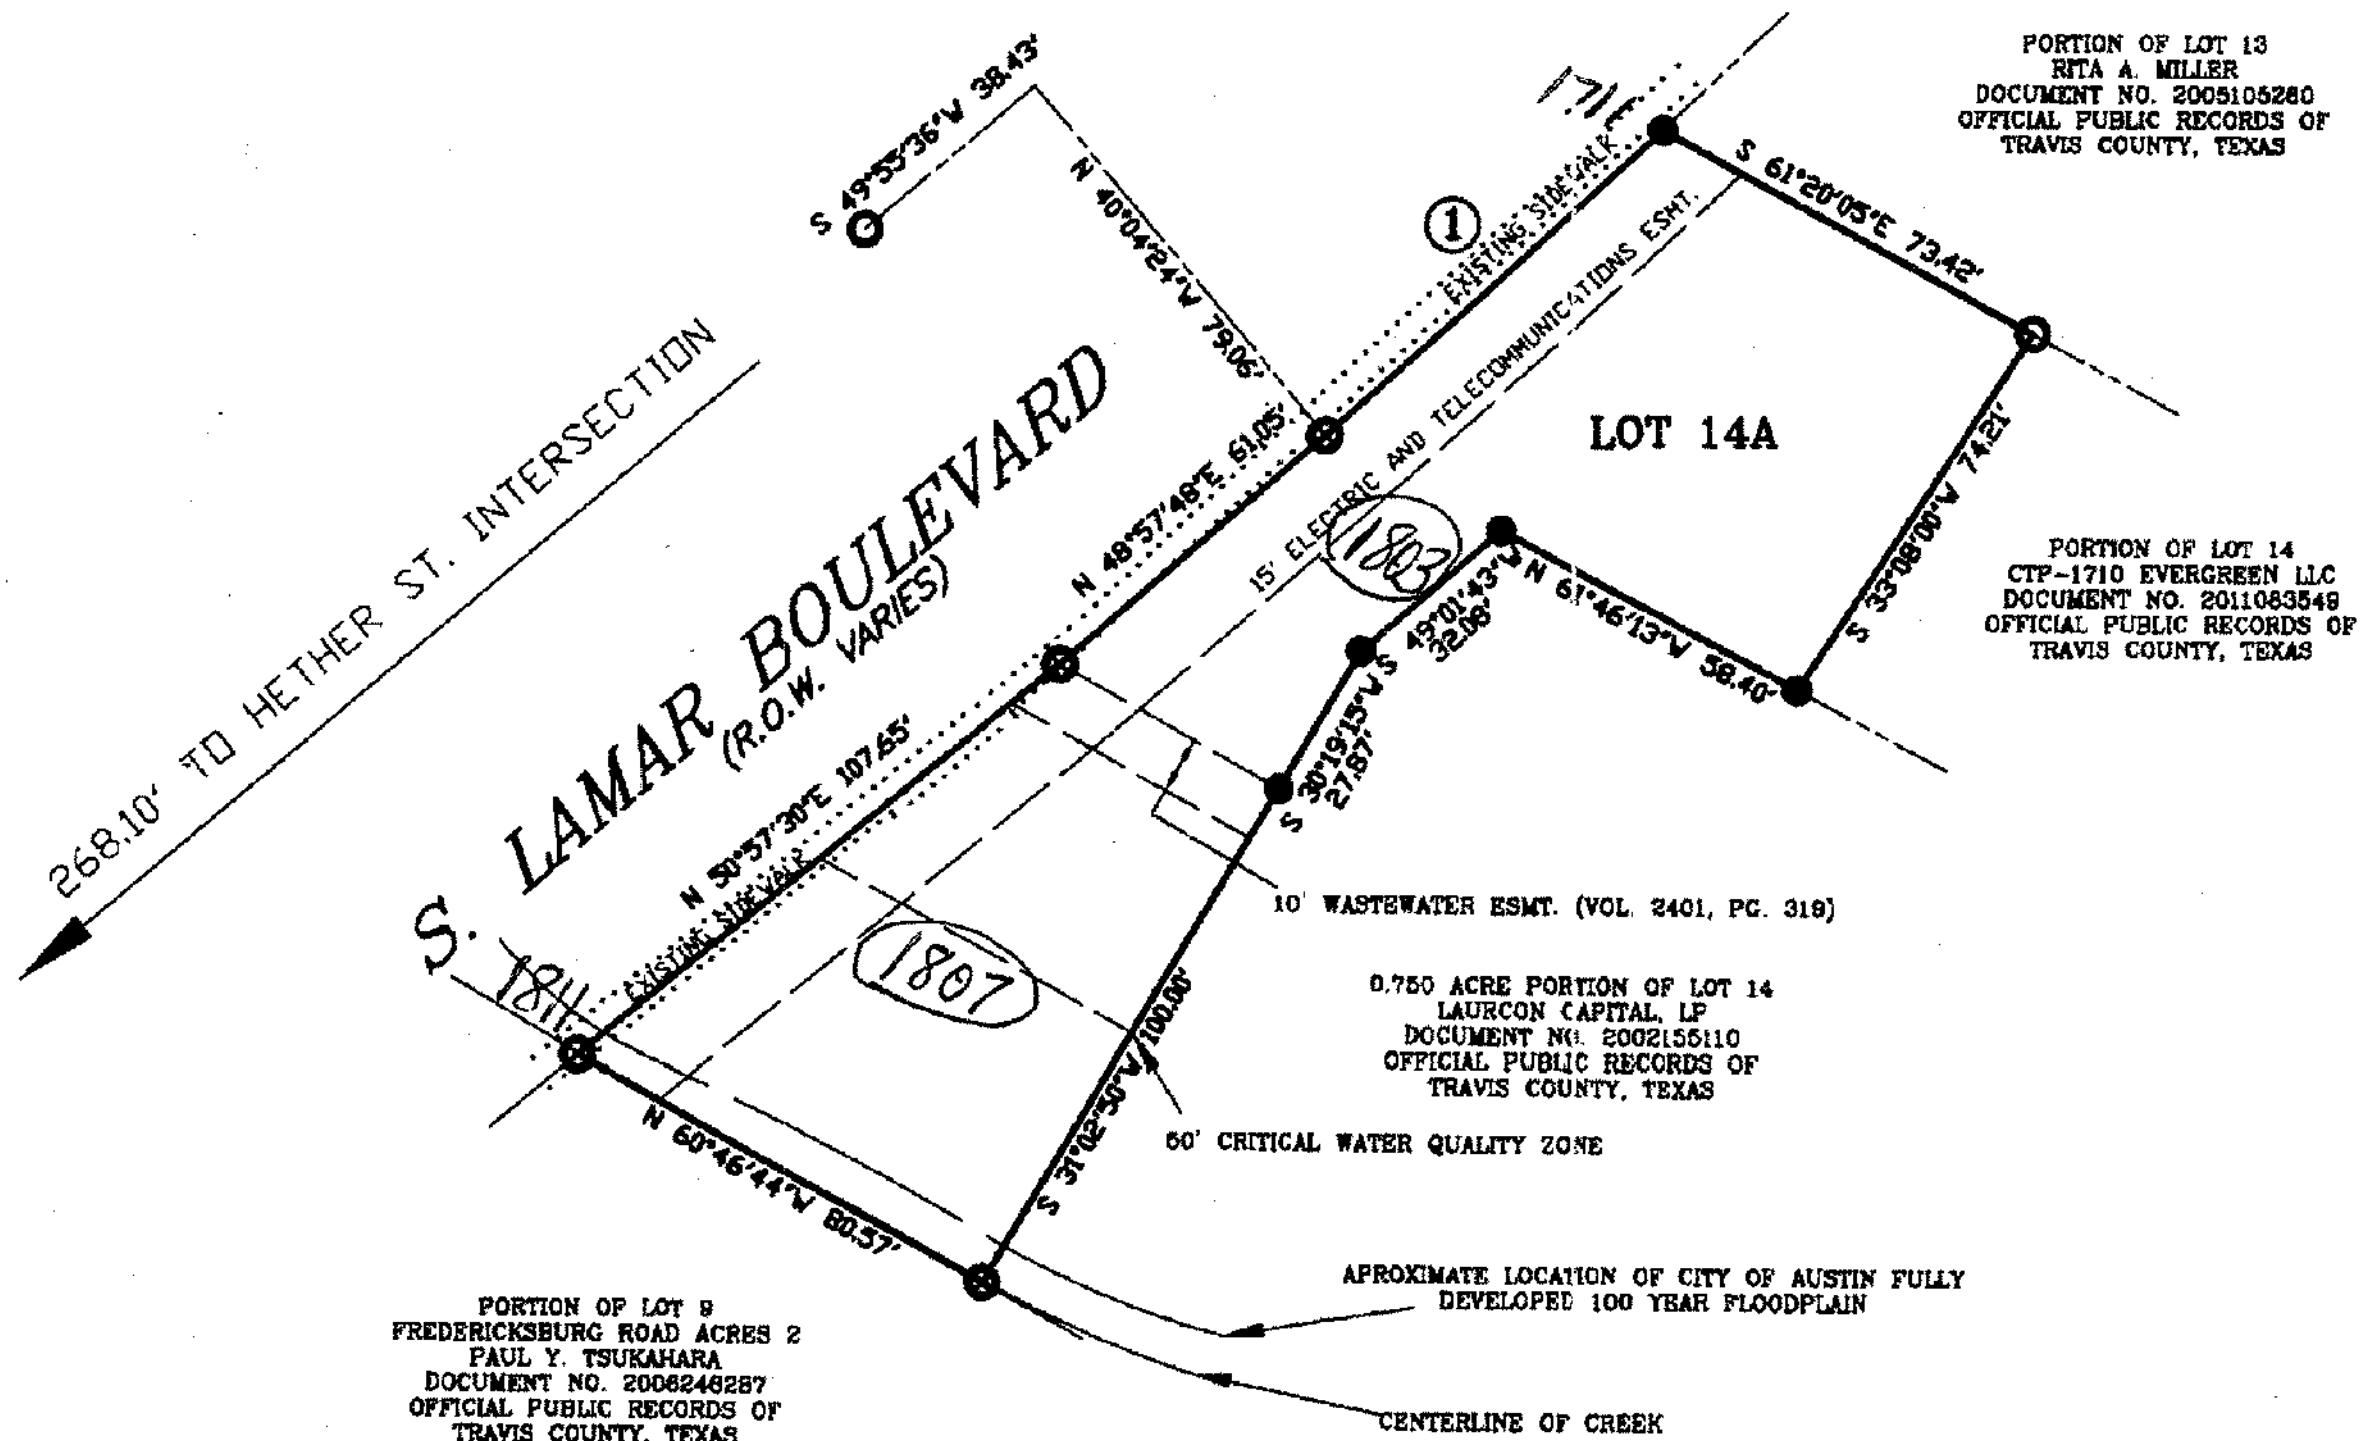 PORTION OF LOT 13
RITA A. MILLER
DOCUMENT NO. 2005105280
OFFICIAL PUBLIC RECORDS OF
TRAVIS COUNTY, TEXAS
S 49°55'36"W 38.43'
N 40°04'24"W 79.06'
1
EXISTING SIDEWALK
S 61°20'05"E 73.42'
15' ELECTRIC AND TELECOMMUNICATIONS ESMT.
LOT 14A
S 33°08'00"W 74.21'
268.10' TO HETHER ST. INTERSECTION
S. LAMAR BOULEVARD
(R.O.W. VARIES)
N 48°57'48"E 61.05'
1803
S 49°01'43"W
32.08'
N 61°46'13"W 58.40'
PORTION OF LOT 14
CTP-1710 EVERGREEN LLC
DOCUMENT NO. 2011083549
OFFICIAL PUBLIC RECORDS OF
TRAVIS COUNTY, TEXAS
S 30°19'15"W
27.87'
N 50°57'30"E 107.65'
EXISTING SIDEWALK
10' WASTEWATER ESMT. (VOL. 2401, PG. 319)
1807
1811
0.750 ACRE PORTION OF LOT 14
LAURCON CAPITAL, LP
DOCUMENT NO. 2002155110
OFFICIAL PUBLIC RECORDS OF
TRAVIS COUNTY, TEXAS
S 31°02'50"W 100.00'
50' CRITICAL WATER QUALITY ZONE
N 60°46'44"W 80.57'
APROXIMATE LOCATION OF CITY OF AUSTIN FULLY
DEVELOPED 100 YEAR FLOODPLAIN
PORTION OF LOT 9
FREDERICKSBURG ROAD ACRES 2
PAUL Y. TSUKAHARA
DOCUMENT NO. 2006246287
OFFICIAL PUBLIC RECORDS OF
TRAVIS COUNTY, TEXAS
CENTERLINE OF CREEK